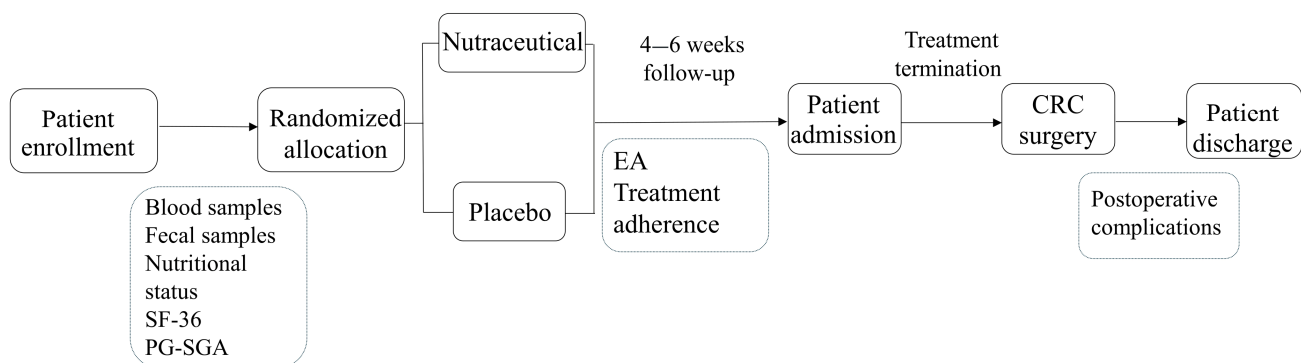 Patient
enrollment
Blood samples
Fecal samples
Nutritional
status
SF-36
PG-SGA
Randomized
allocation
Nutraceutical
Placebo
4—6 weeks
follow-up
EA
Treatment
adherence
Patient
admission
Treatment
termination
CRC
surgery
Postoperative
complications
Patient
discharge